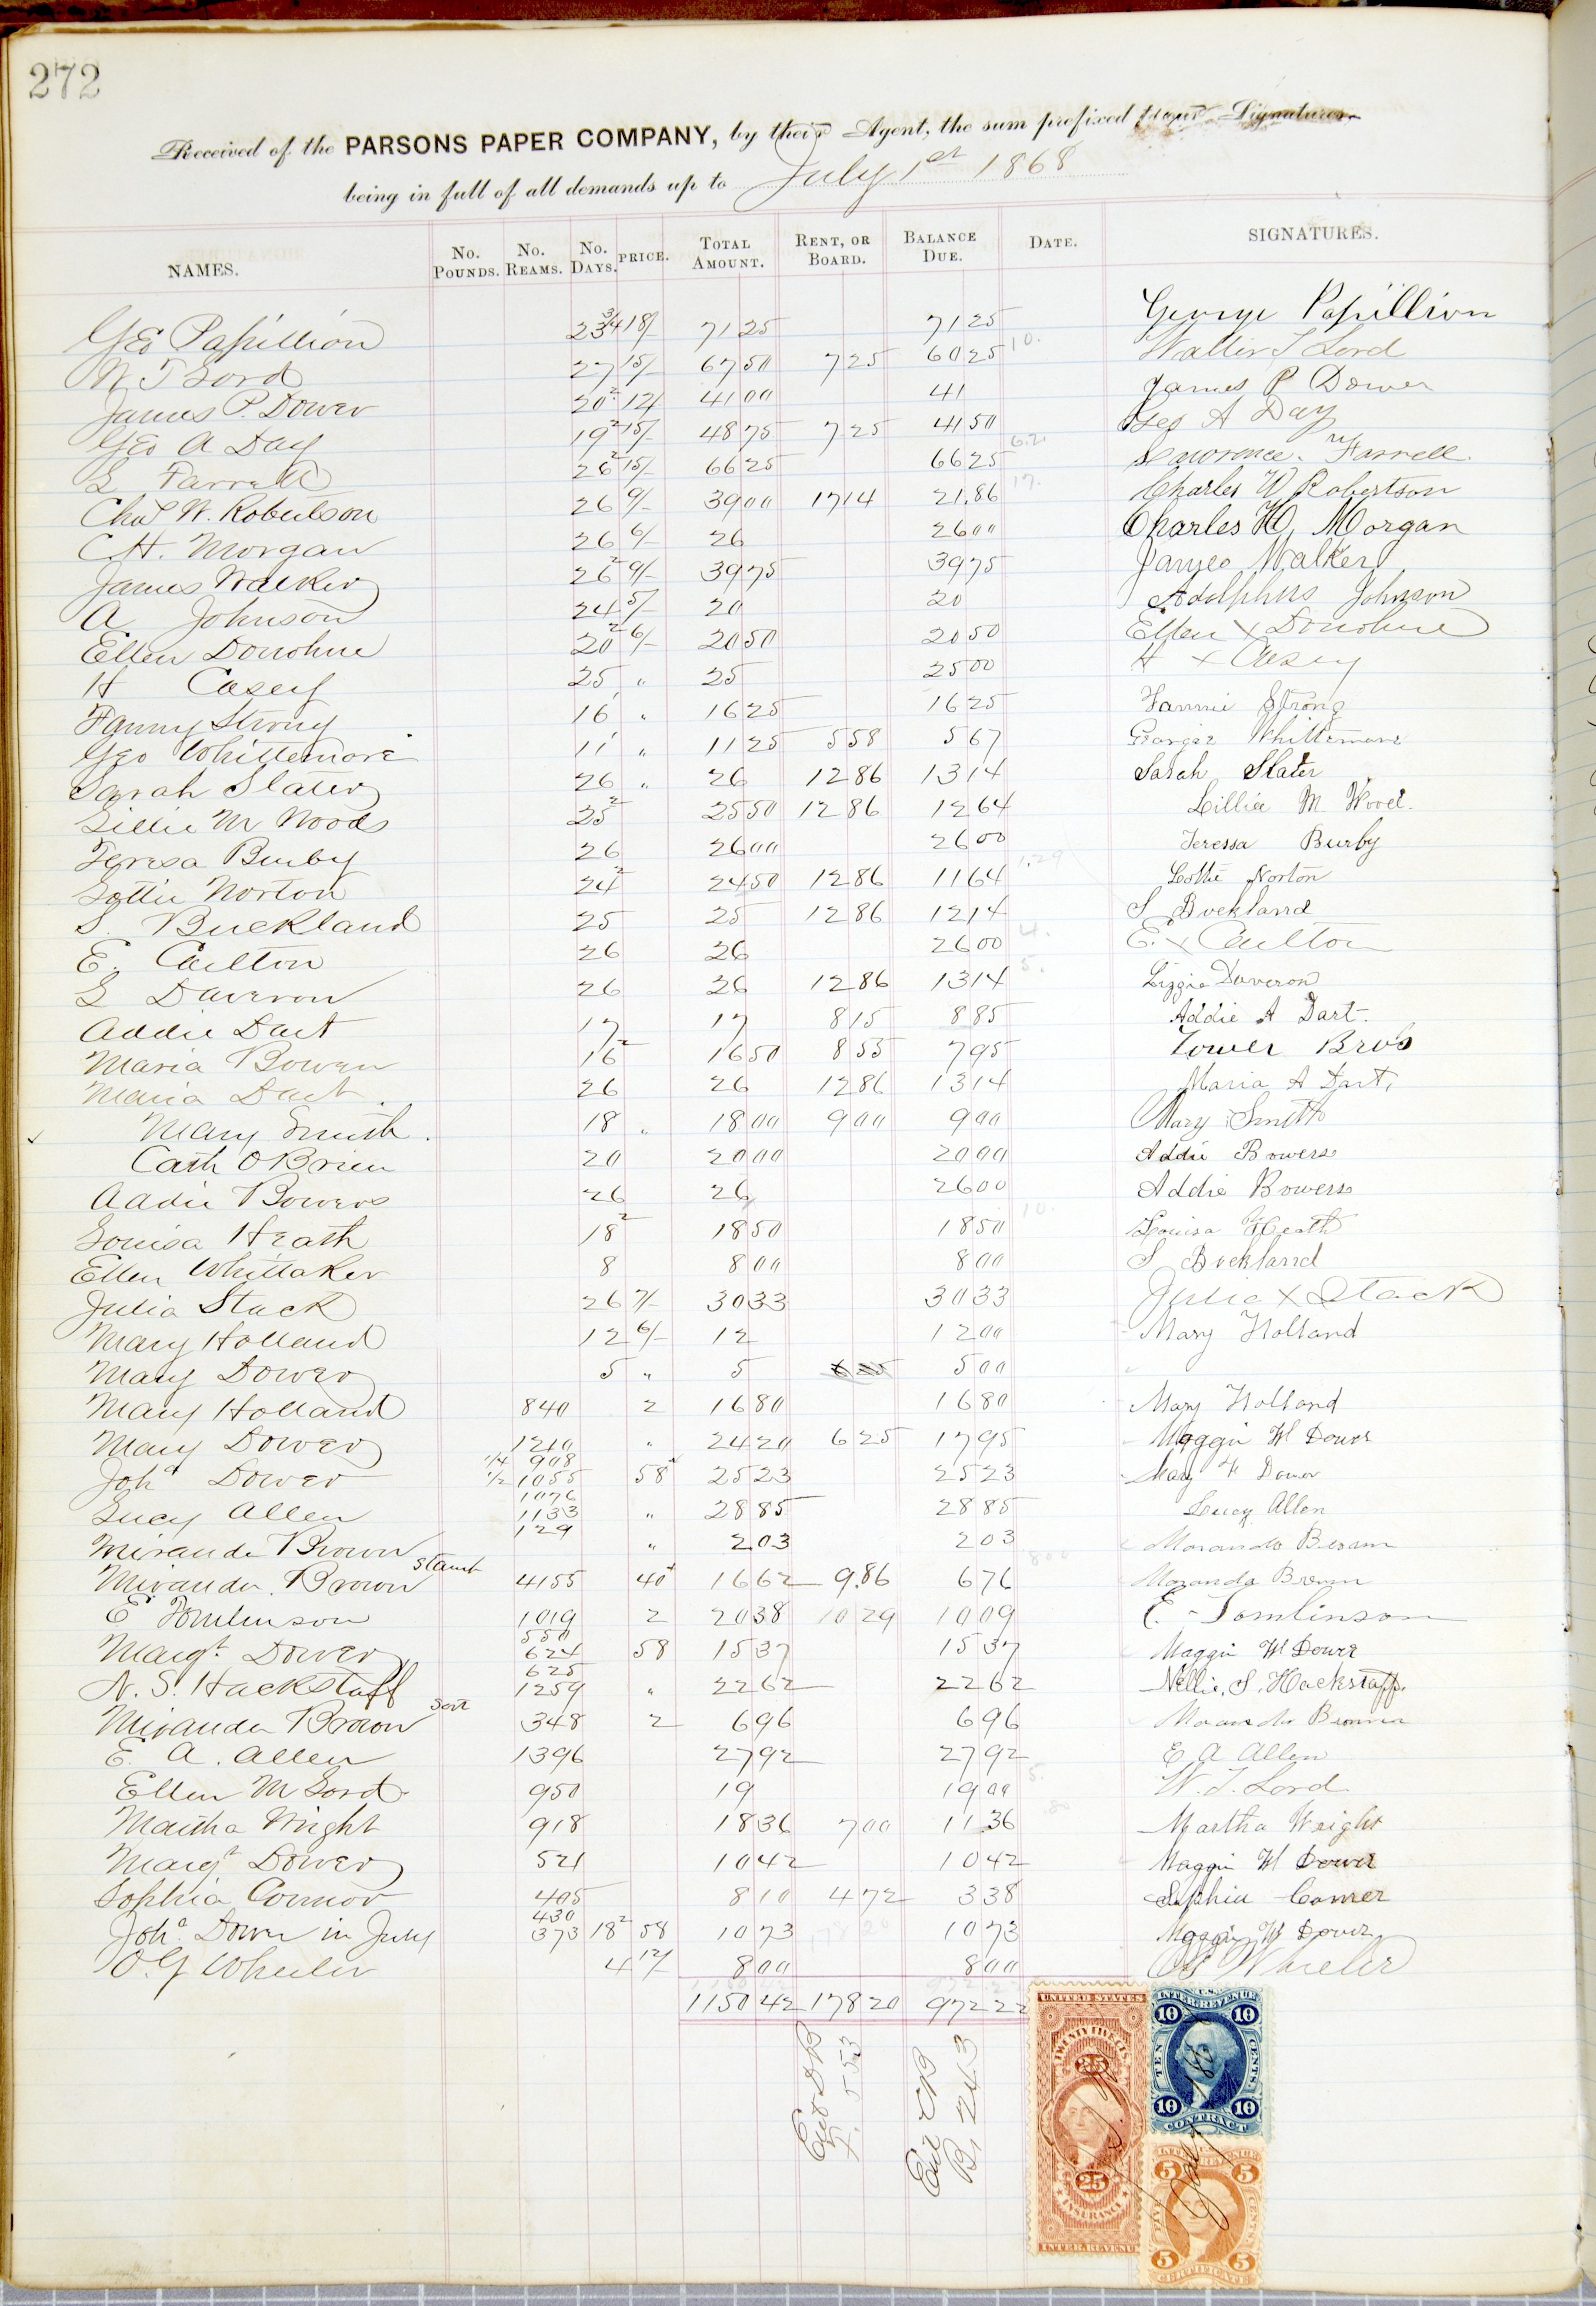 272
Received of the PARSONS PAPER COMPANY, by their Agent, the sum prefixed to our Signatures
being in full of all demands up to July 1st 1868
NAMES. No. Pounds. No. Reams. No. Days. PRICE. Total Amount. Rent, or Board. Balance Due. Date. SIGNATURES.
Geo Papillion 23 3/4 18/- 71 25 71 25 George Papillion
W T Lord 27 15/- 67 50 7 25 60 25 10. Walter T Lord
James P. Dower 20 2 12/ 41 00 41 James P Dower
Geo A Day 19 2 15/- 48 75 7 25 41 50 Geo A Day
L Farrell 26 2 15/- 66 25 66 25 Lawrence Farrell.
Chas W. Robertson 26 9/- 39 00 17 14 21.86 17. Charles W Robertson
C. H. Morgan 26 6/- 26 26 00 Charles H Morgan
James Walker 26 2 9/- 39 75 39 75 James Walker
A Johnson 24 5/- 20 20 Adolphus Johnson
Ellen Donohue 20 2 6/- 20 50 20 50 Ellen X Donohue
H Casey 25 " 25 25 00 H X Casey
Fanny Strong 16 ' " 16 25 16 25 Fannie Strong
Geo Whittemore 11 ' " 11 25 5 58 5 67 George Whittemore
Sarah Slater 26 " 26 12 86 13 14 Sarah Slater
Lillie M Woods 25 2 25 50 12 86 12 64 Lillie M Wood.
Teresa Burby 26 26 00 26 00 Teressa Burby
Lottie Norton 24 2 24 50 12 86 11 64 1.29 Lottie Norton
S. Buckland 25 25 12 86 12 14 S Buckland
E. Carlton 26 26 26 00 4. E. X Carlton
L Daveron 26 26 12 86 13 14 5. Lizzie Daveron
Addie Dart 17 17 8 15 8 85 Addie A Dart.
Maria Bowen 16 2 16 50 8 55 7 95 Tower Bros
Maria Dart. 26 26 12 86 13 14 Maria A Dart.
Mary Smith. 18 " 18 00 9 00 9 00 Mary Smith
Cath O Brien 20 20 00 20 00 Addie Bowers
Addie Bowers 26 26 26 00 Addie Bowers
Louisa Heath 18 2 18 50 18 50 10. Louisa Heath
Ellen Whittaker 8 8 00 8 00 S Buckland
Julia Stack 26 7/- 30 33 30 33 Julia X Stack
Mary Holland 12 6/- 12 12 00 Mary Holland
Mary Dower 5 " 5 5 00
Mary Holland 840 2 16 80 16 80 Mary Holland
Mary Dower 1210 " 24 20 6 25 17 95 Maggie W Dower
1/4 908
Joha Dower 1/2 1055 58 25 23 25 23 Mary Dower
1076
Lucy Allen 1133 " 28 85 28 85 Lucy Allen
Miranda Brown 129 " 2 03 2 03 Moranda Brown
Miranda Brown Stamp 4155 40 16 62 9.86 6 76 Moranda Brown
E Tomlinson 1019 2 20 38 10 29 10 09 E. Tomlinson
550
Margt Dower 624 58 15 37 15 37 Maggie W Dower
625
N. S. Hackstaff 1259 " 22 62 22 62 Nellie. S. Hackstaff.
Miranda Brown Sort 348 2 6 96 6 96 Moranda Brown
E. A. Allen 1396 27 92 27 92 E A Allen
Ellen M Lord 950 19 19 00 5. W. T. Lord
Martha Wright 918 18 36 7 00 11 36 Martha Wright
Margt Dower 521 10 42 10 42 Maggie W Dower
Sophia Connor 405 8 10 4 72 3 38 Sophia Conner
430
Joha Dower in July 373 18 2 58 10 73 10 73 Maggie W Dower
O. G Wheeler 4 12/ 8 00 8 00 O G Wheeler
1150 42 178 20 972 22
Ent D B
553
Ent C B
B, 243
UNITED STATES
TWENTY FIVE CTS
25
25
INSURANCE
INTER. REVENUE
U.S.
INTER. REVENUE
10 10
TEN CENTS.
10 10
CONTRACT
INTER. REVENUE
5 5
FIVE CENTS.
5 5
CERTIFICATE
July